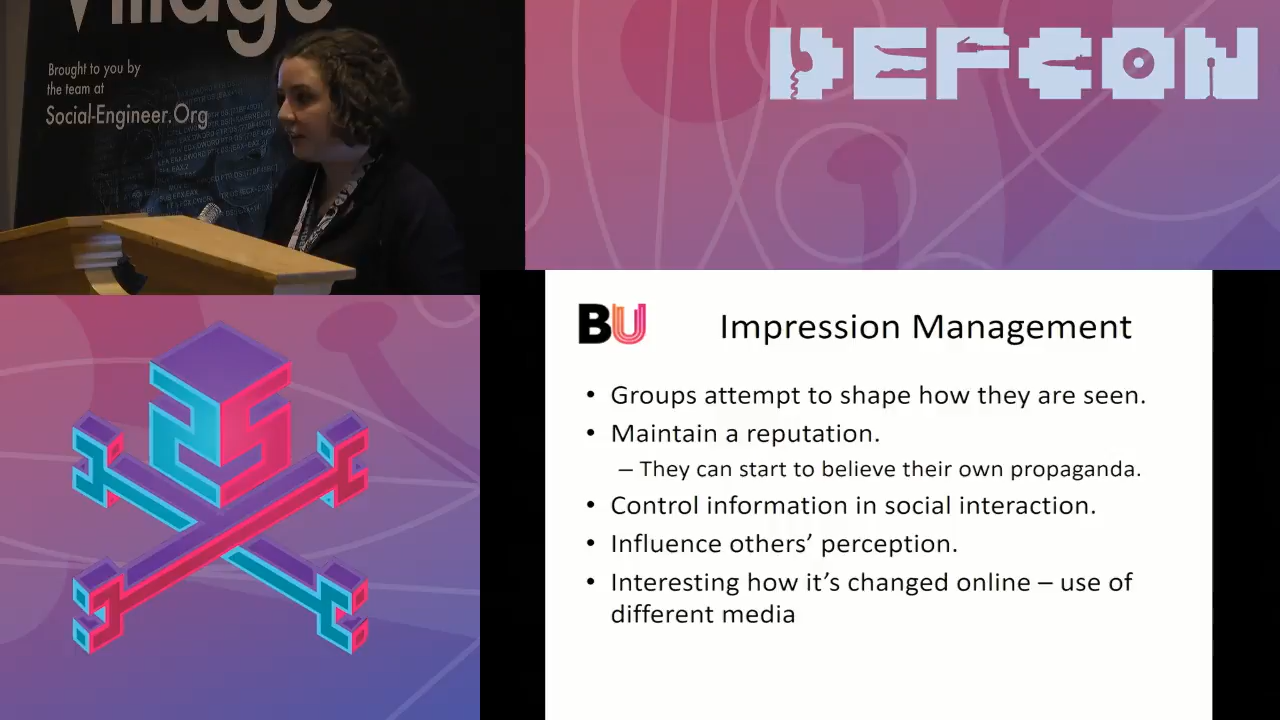 Village
Brought to you by
the team at
Social-Engineer.Org
DEFCON
BU
Impression Management
• Groups attempt to shape how they are seen.
• Maintain a reputation.
– They can start to believe their own propaganda.
• Control information in social interaction.
• Influence others’ perception.
• Interesting how it’s changed online – use of
different media